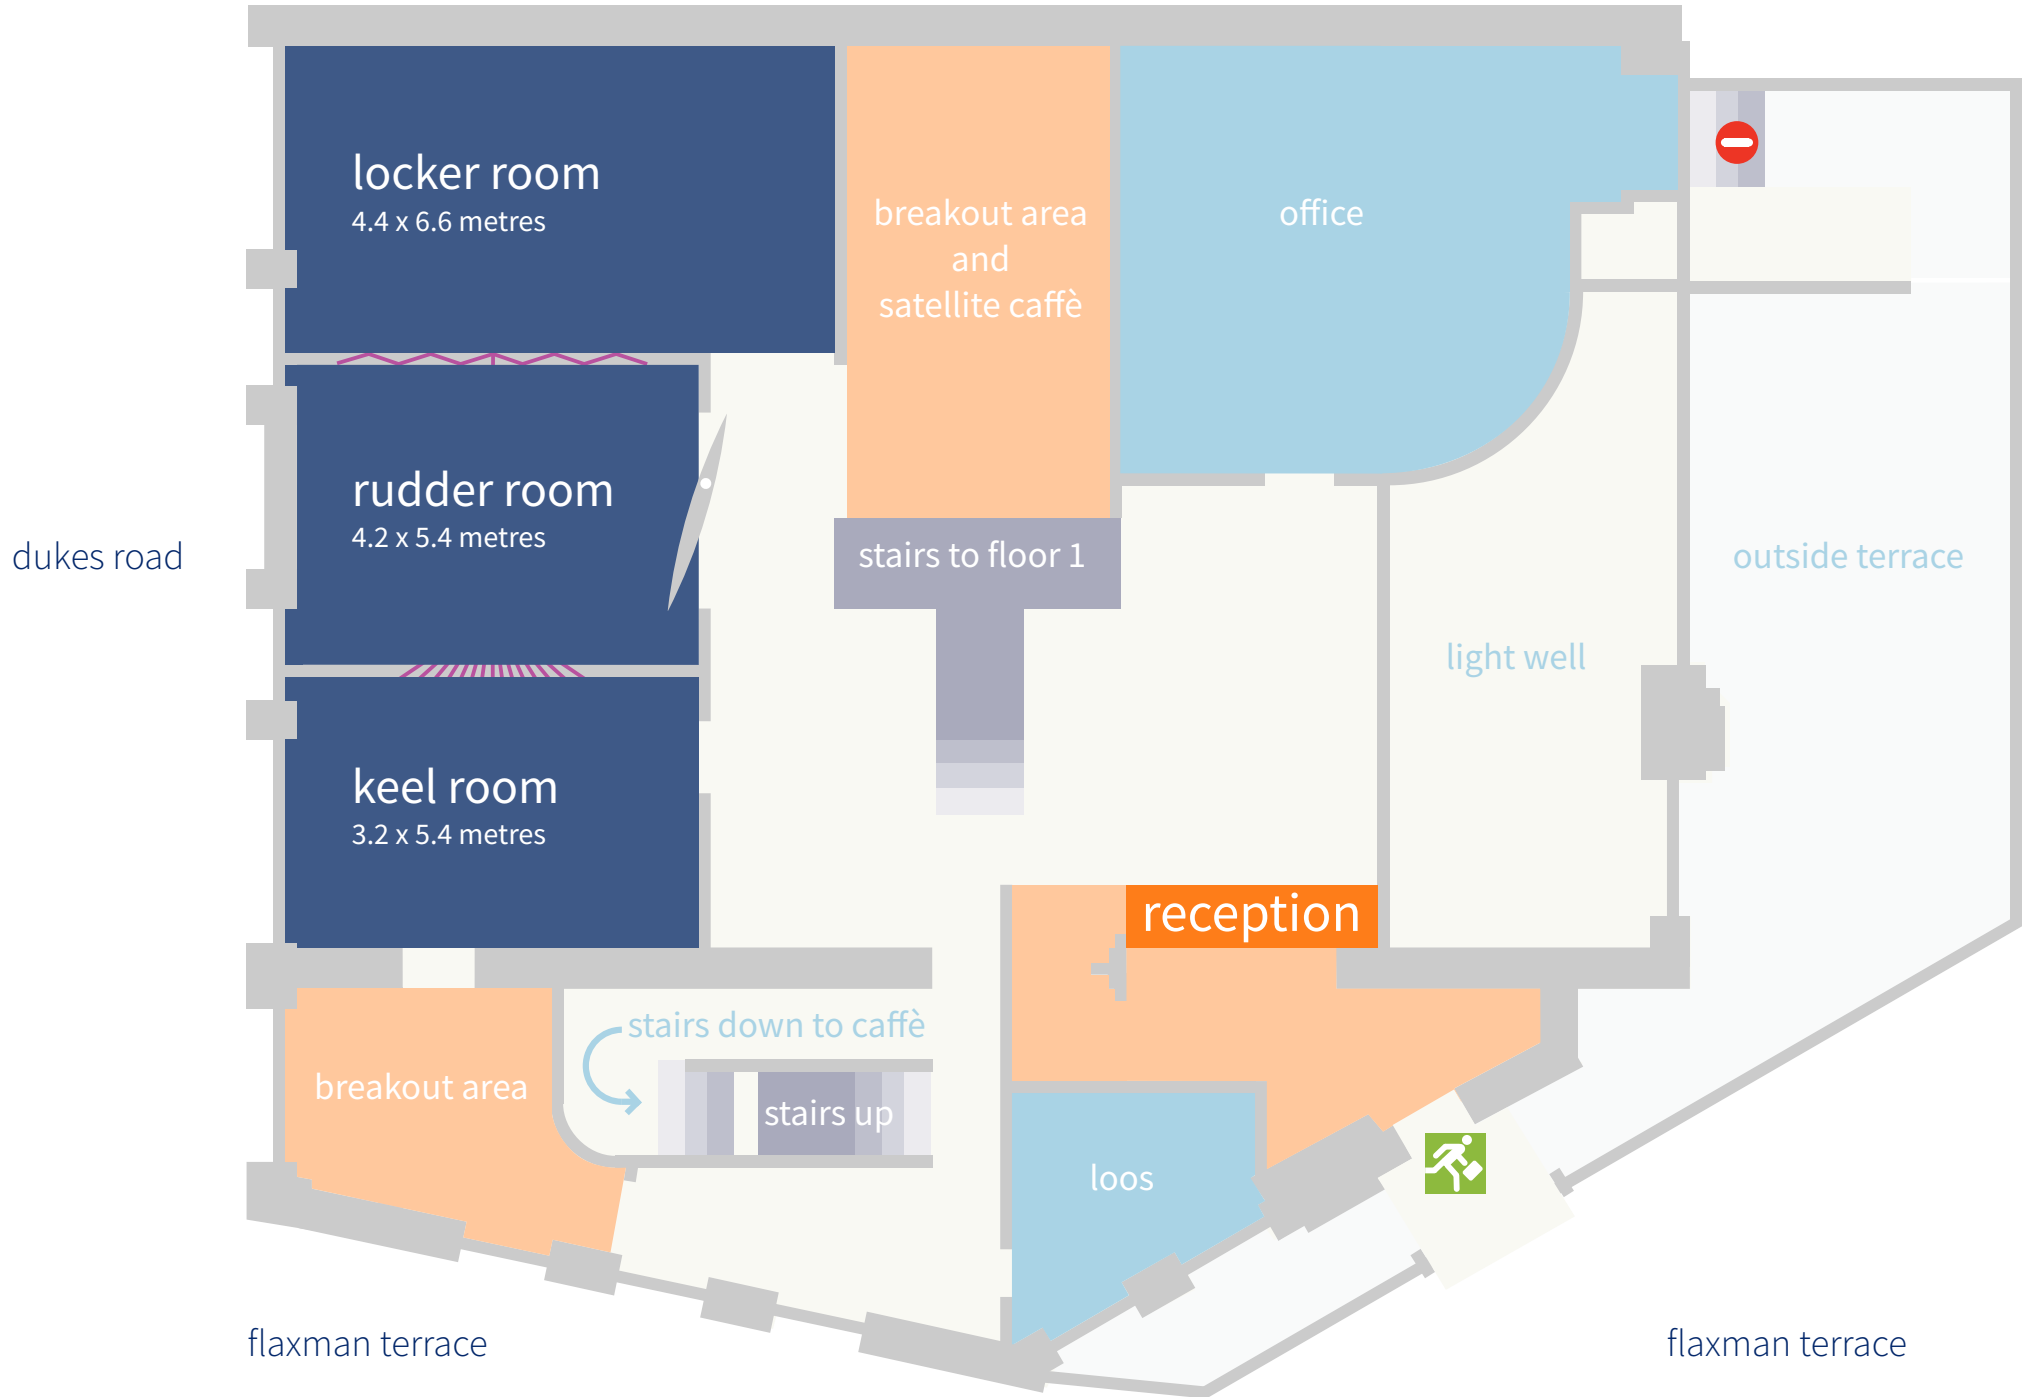 locker room
4.4 x 6.6 metres
breakout area
and
satellite caffè
office
rudder room
4.2 x 5.4 metres
dukes road
stairs to floor 1
outside terrace
light well
keel room
3.2 x 5.4 metres
reception
stairs down to caffè
breakout area
stairs up
loos
flaxman terrace
flaxman terrace